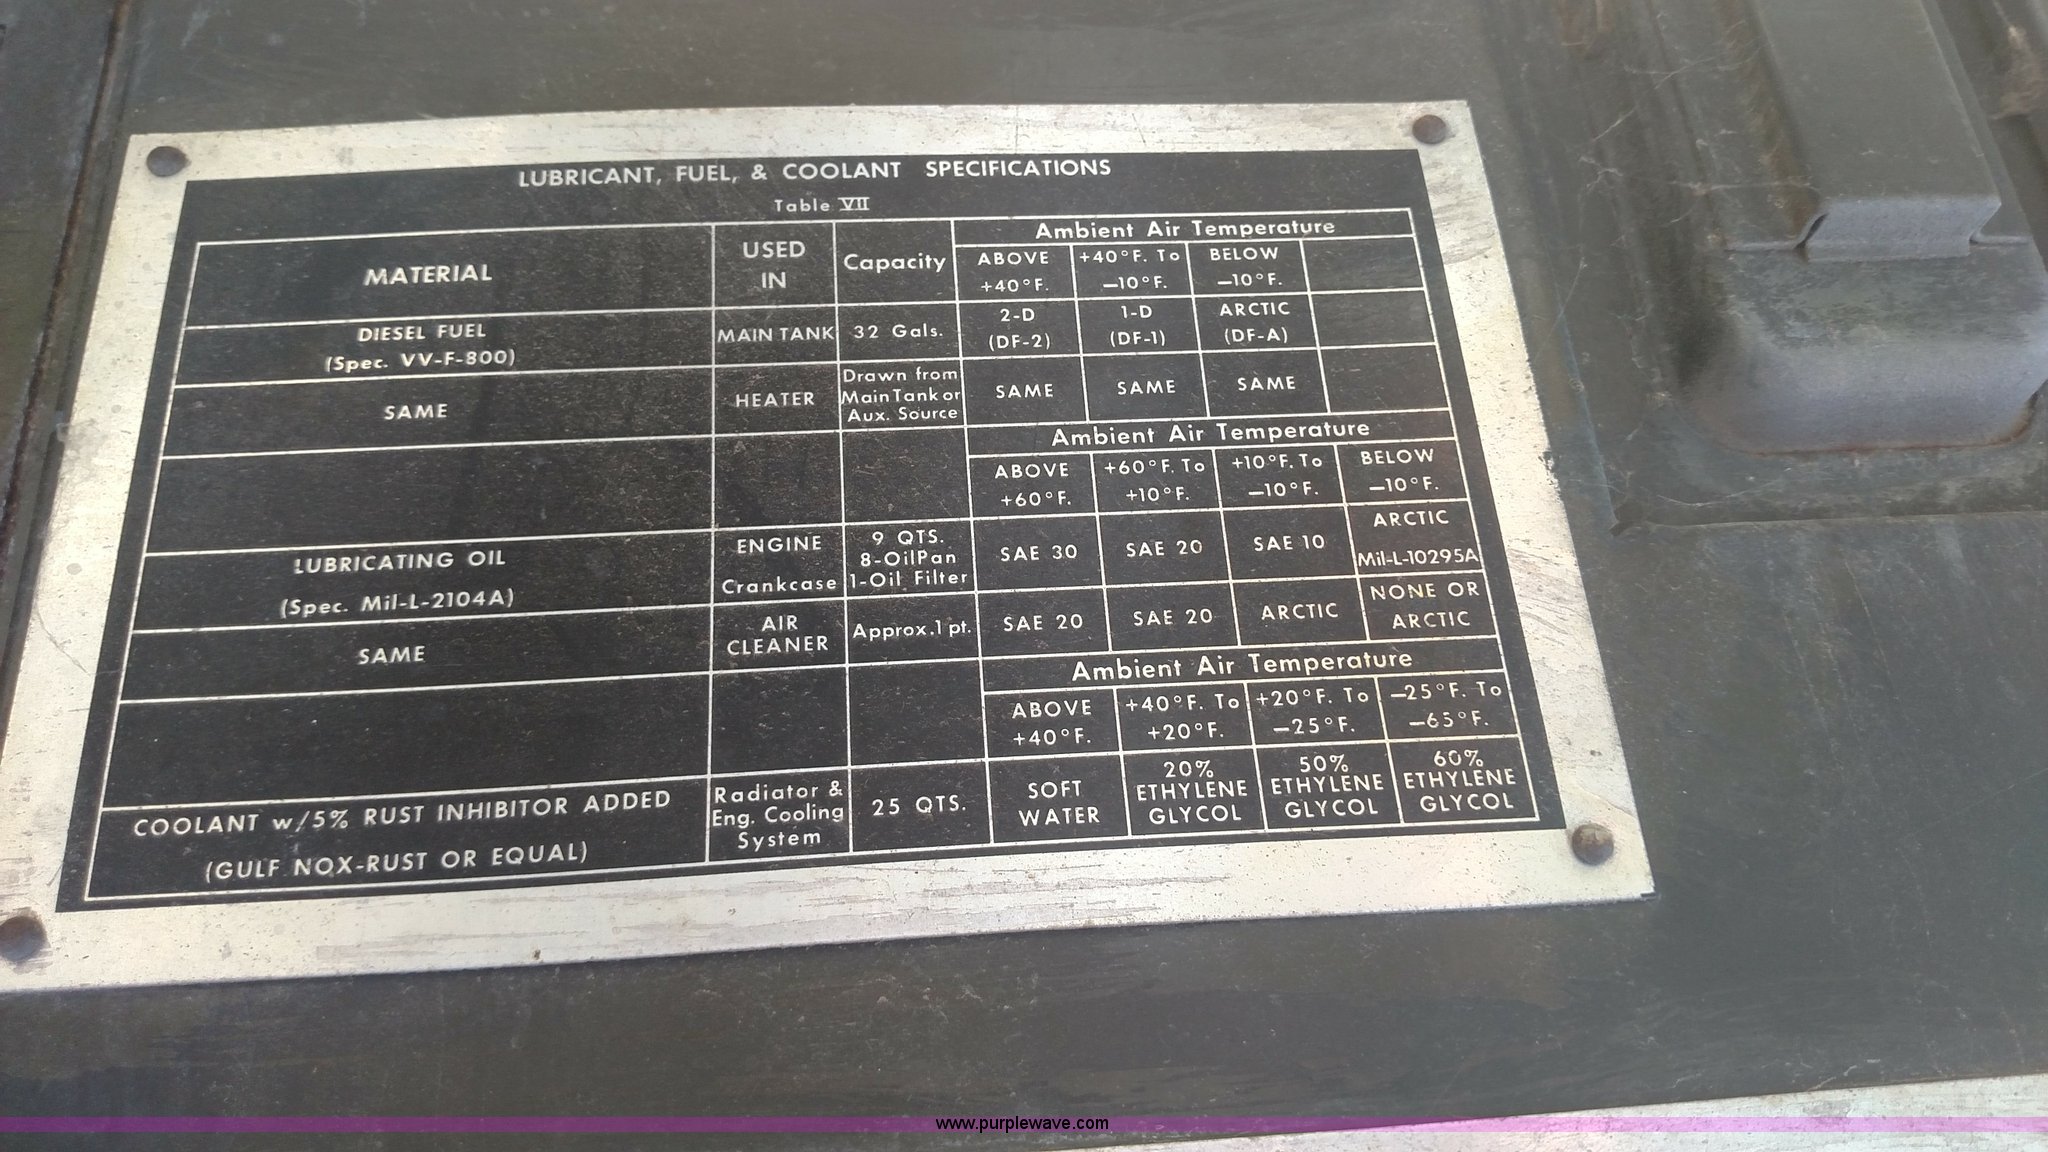 LUBRICANT, FUEL, & COOLANT SPECIFICATIONS
Table VII
MATERIAL
USED
IN
Capacity
Ambient Air Temperature
ABOVE
+40°F.
+40°F. To
–10°F.
BELOW
–10°F.
DIESEL FUEL
(Spec. VV-F-800)
MAIN TANK
32 Gals.
2-D
(DF-2)
1-D
(DF-1)
ARCTIC
(DF-A)
SAME
HEATER
Drawn from
Main Tank or
Aux. Source
SAME
SAME
SAME
Ambient Air Temperature
ABOVE
+60°F.
+60°F. To
+10°F.
+10°F. To
–10°F.
BELOW
–10°F.
LUBRICATING OIL
(Spec. Mil-L-2104A)
ENGINE
Crankcase
9 QTS.
8-OilPan
1-Oil Filter
SAE 30
SAE 20
SAE 10
ARCTIC
Mil-L-10295A
SAME
AIR
CLEANER
Approx.1 pt.
SAE 20
SAE 20
ARCTIC
NONE OR
ARCTIC
Ambient Air Temperature
ABOVE
+40°F.
+40°F. To
+20°F.
+20°F. To
–25°F.
–25°F. To
–65°F.
COOLANT w/5% RUST INHIBITOR ADDED
(GULF NOX-RUST OR EQUAL)
Radiator &
Eng. Cooling
System
25 QTS.
SOFT
WATER
20%
ETHYLENE
GLYCOL
50%
ETHYLENE
GLYCOL
60%
ETHYLENE
GLYCOL
www.purplewave.com